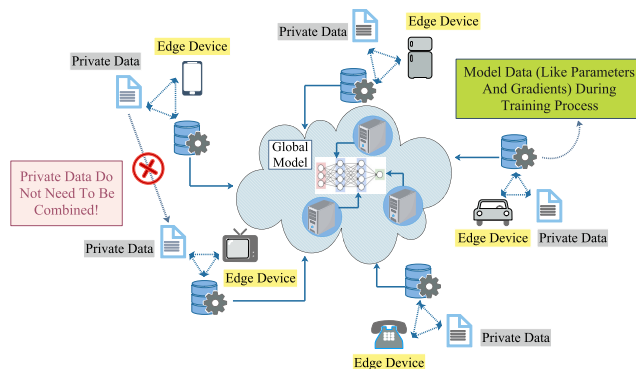 Edge Device
Private Data
Private Data
Edge Device
Private Data Do
Not Need To Be
Combined!
Global
Model
Model Data (Like Parameters
And Gradients) During
Training Process
Private Data
Edge Device
Edge Device
Private Data
Private Data
Edge Device